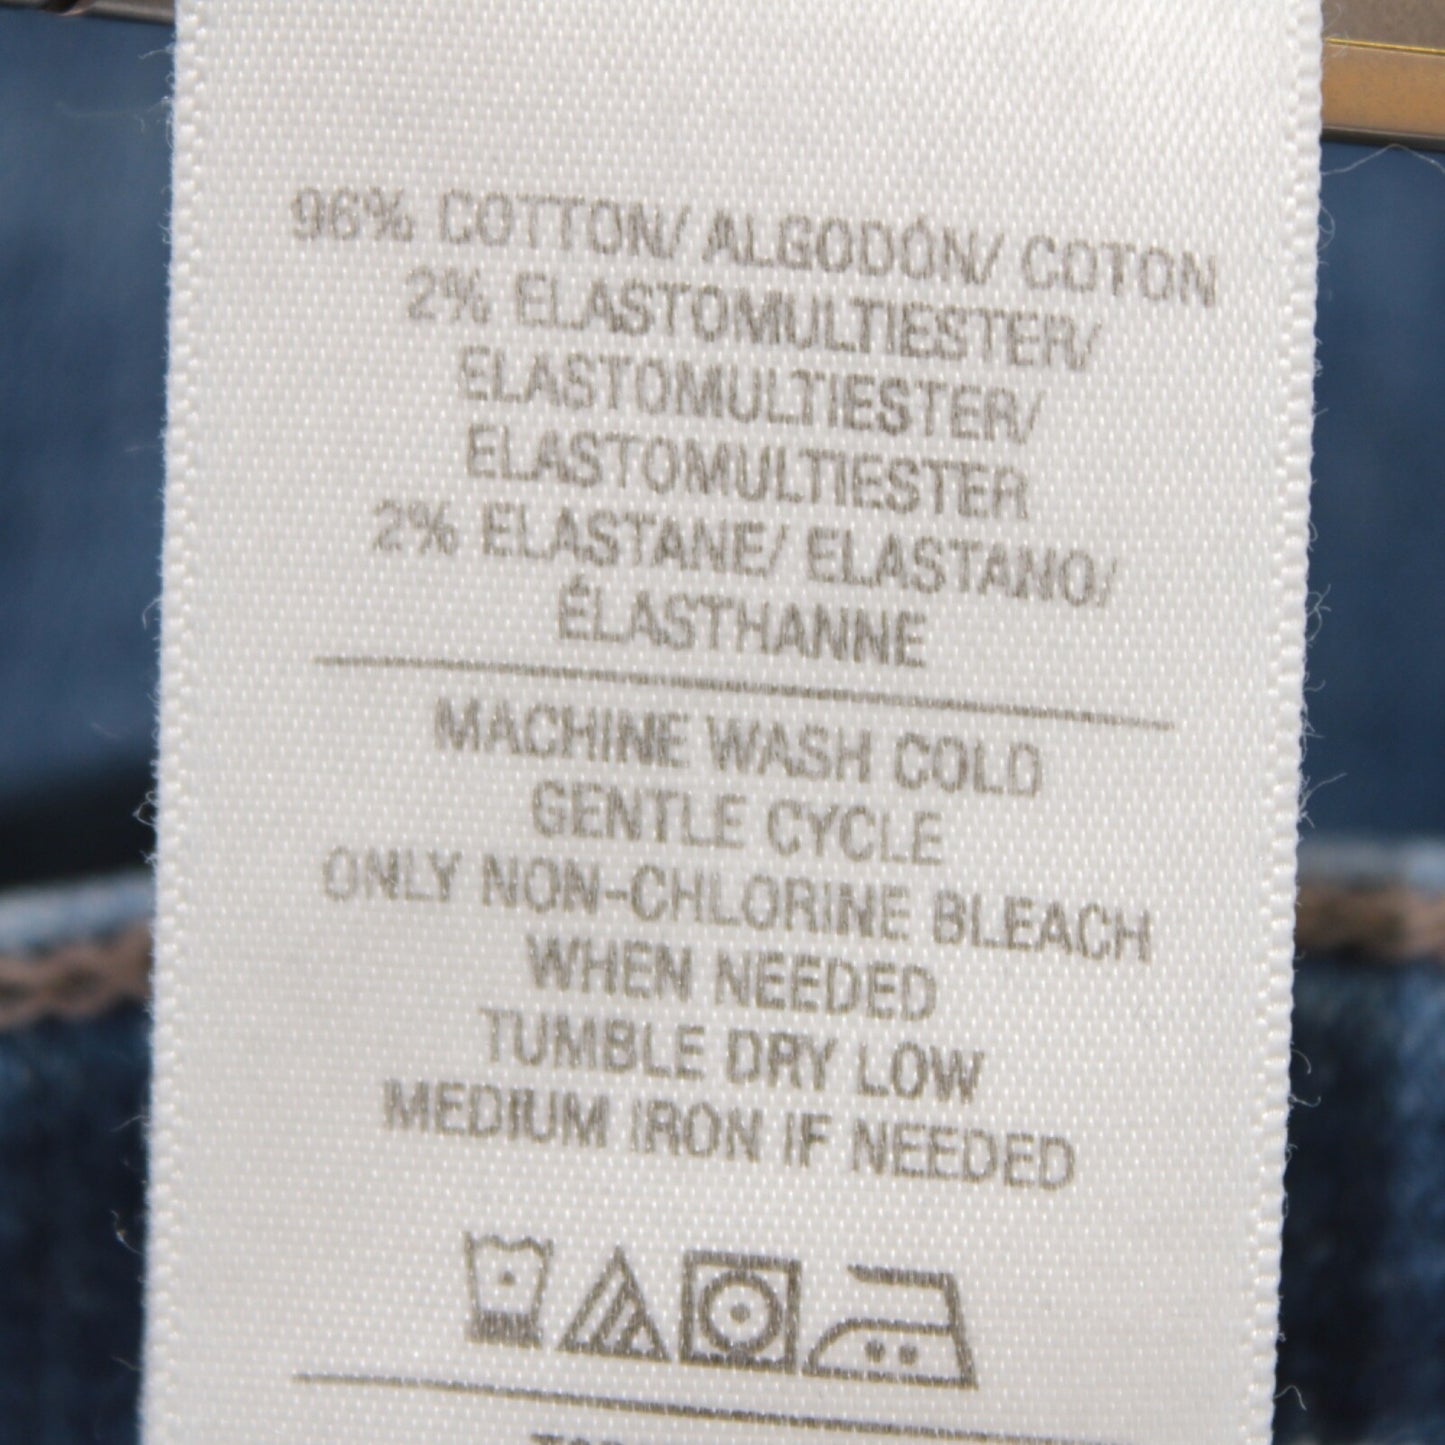 96% COTTON/ ALGODÓN/ COTON
2% ELASTOMULTIESTER/
ELASTOMULTIESTER/
ELASTOMULTIESTER
2% ELASTANE/ ELASTANO/
ÉLASTHANNE
MACHINE WASH COLD
GENTLE CYCLE
ONLY NON-CHLORINE BLEACH
WHEN NEEDED
TUMBLE DRY LOW
MEDIUM IRON IF NEEDED